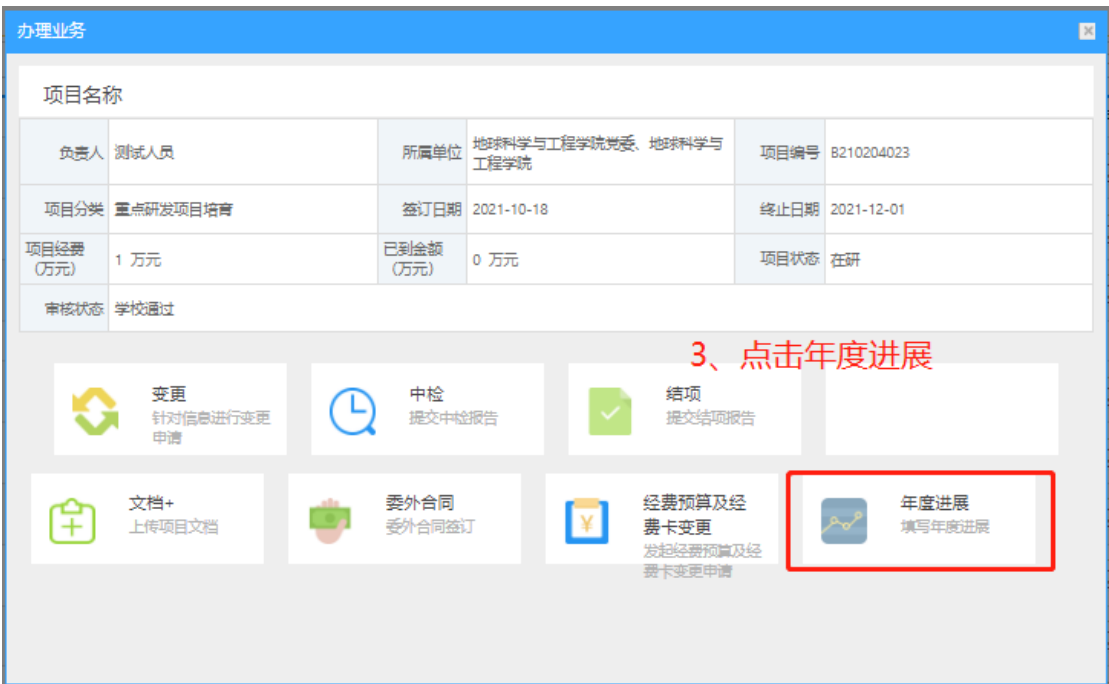 办理业务
项目名称
负责人 测试人员 所属单位 地球科学与工程学院党委、地球科学与工程学院 项目编号 B210204023
项目分类 重点研发项目培育 签订日期 2021-10-18 终止日期 2021-12-01
项目经费(万元) 1 万元 已到金额(万元) 0 万元 项目状态 在研
审核状态 学校通过
3、点击年度进展
变更
针对信息进行变更
申请
中检
提交中检报告
结项
提交结项报告
文档+
上传项目文档
委外合同
委外合同签订
经费预算及经
费卡变更
发起经费预算及经
费卡变更申请
年度进展
填写年度进展